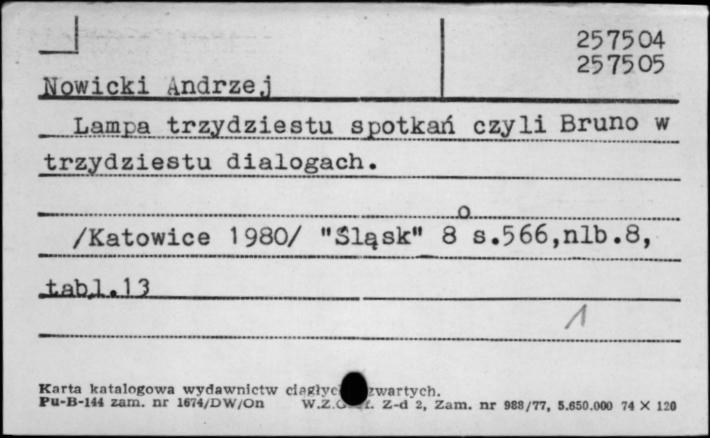 257504
257505
Nowicki Andrzej
Lampa trzydziestu spotkań czyli Bruno w
trzydziestu dialogach.
/Katowice 1980/ "Śląsk" 8° s.566,nlb.8,
tabl.13
1
Karta katalogowa wydawnictw zwartych.
Pu-B-144 zam. nr 1674/DW/On Z-d 2, Zam. nr 988/77, 5.650.000 74 X 120